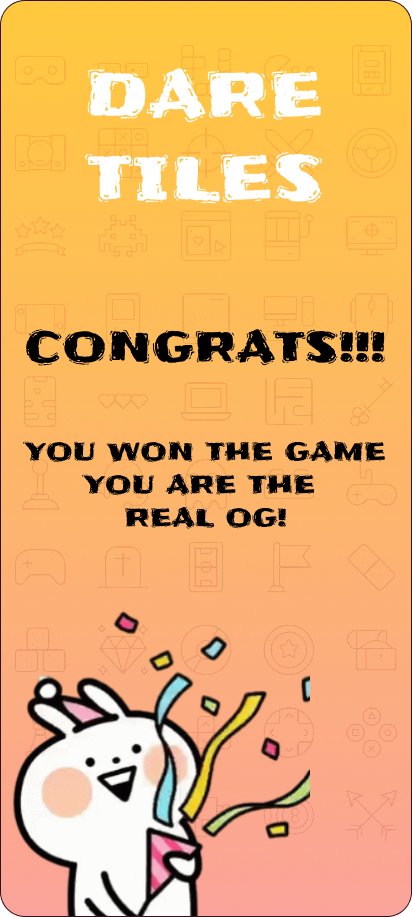 DARE
TILES
CONGRATS!!!
YOU WON THE GAME
YOU ARE THE
REAL OG!